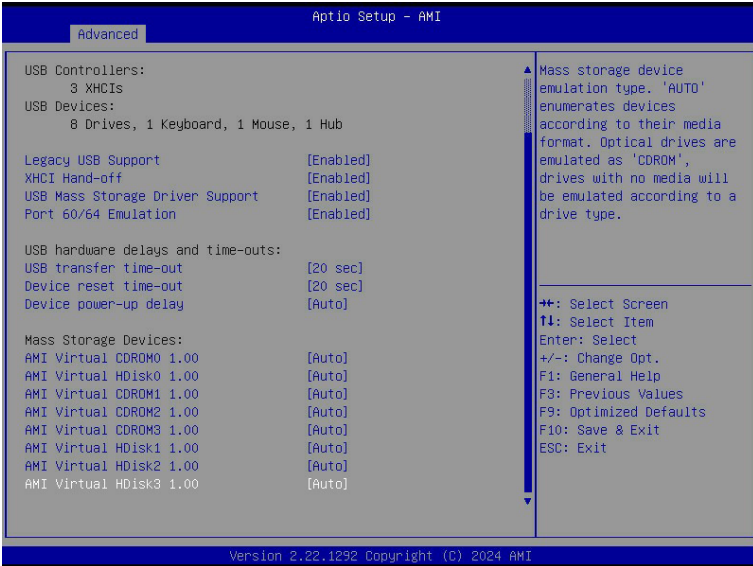 Aptio Setup – AMI
Advanced
USB Controllers:
3 XHCIs
USB Devices:
8 Drives, 1 Keyboard, 1 Mouse, 1 Hub
Legacy USB Support [Enabled]
XHCI Hand-off [Enabled]
USB Mass Storage Driver Support [Enabled]
Port 60/64 Emulation [Enabled]
USB hardware delays and time-outs:
USB transfer time-out [20 sec]
Device reset time-out [20 sec]
Device power-up delay [Auto]
Mass Storage Devices:
AMI Virtual CDROM0 1.00 [Auto]
AMI Virtual HDisk0 1.00 [Auto]
AMI Virtual CDROM1 1.00 [Auto]
AMI Virtual CDROM2 1.00 [Auto]
AMI Virtual CDROM3 1.00 [Auto]
AMI Virtual HDisk1 1.00 [Auto]
AMI Virtual HDisk2 1.00 [Auto]
AMI Virtual HDisk3 1.00 [Auto]
Mass storage device
emulation type. 'AUTO'
enumerates devices
according to their media
format. Optical drives are
emulated as 'CDROM',
drives with no media will
be emulated according to a
drive type.
→←: Select Screen
↑↓: Select Item
Enter: Select
+/-: Change Opt.
F1: General Help
F3: Previous Values
F9: Optimized Defaults
F10: Save & Exit
ESC: Exit
Version 2.22.1292 Copyright (C) 2024 AMI